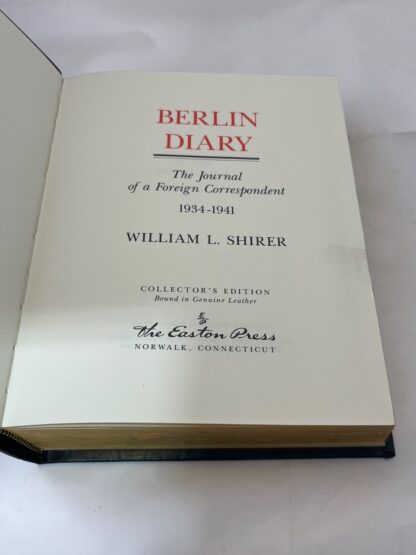 BERLIN
DIARY
The Journal
of a Foreign Correspondent
1934-1941
WILLIAM L. SHIRER
COLLECTOR'S EDITION
Bound in Genuine Leather
The Easton Press
NORWALK, CONNECTICUT